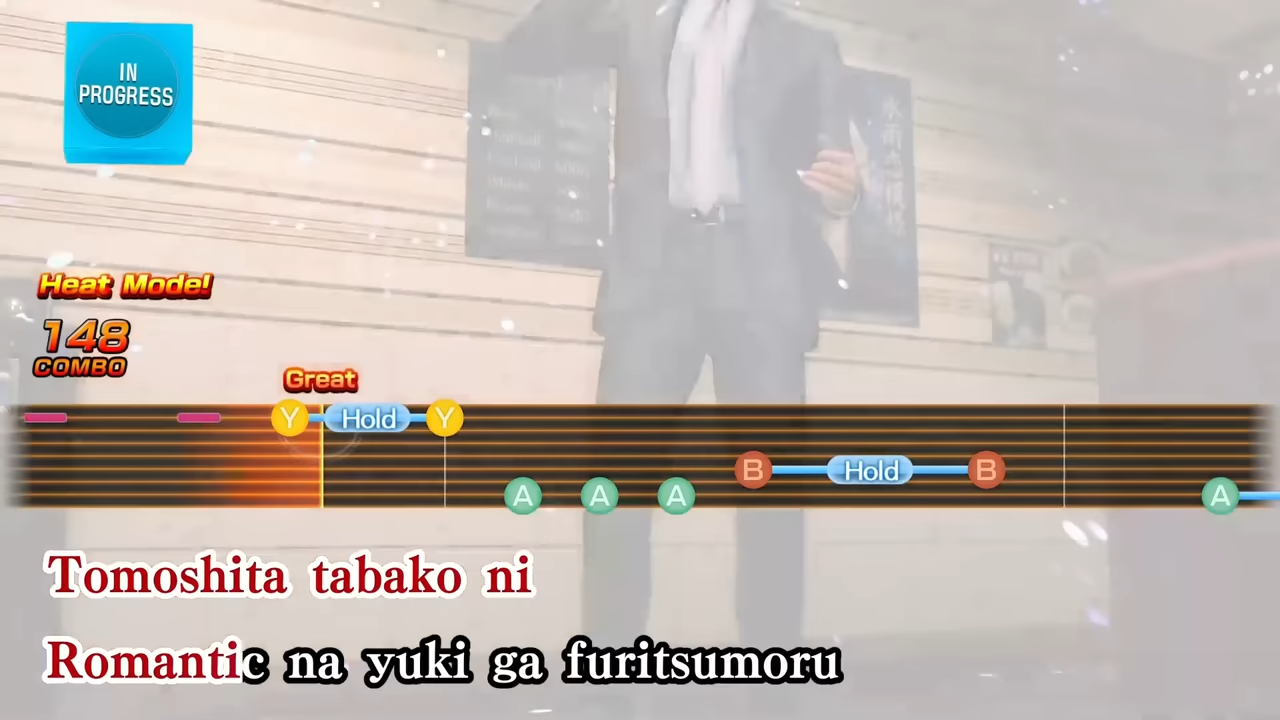 IN
PROGRESS
Heat Mode!
148
COMBO
Great
Y Hold Y
B Hold B
A A A A
Tomoshita tabako ni
Romantic na yuki ga furitsumoru